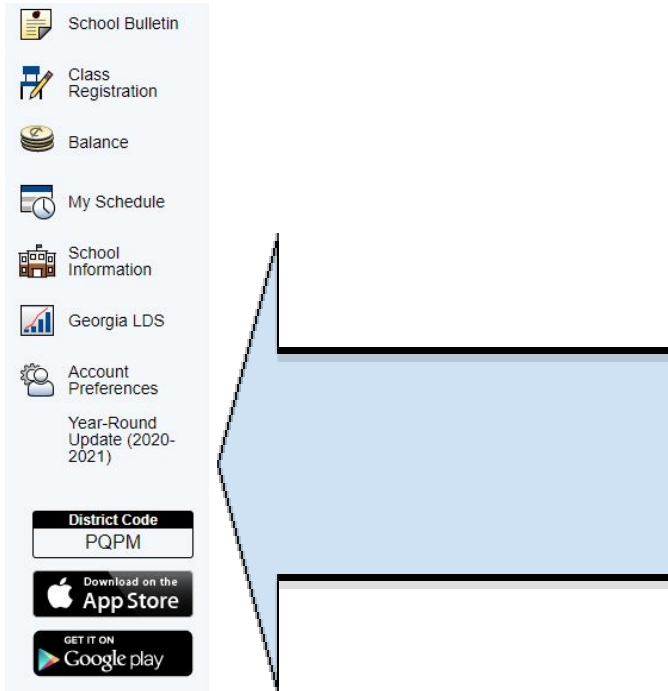 School Bulletin
Class
Registration
Balance
My Schedule
School
Information
Georgia LDS
Account
Preferences
Year-Round
Update (2020-
2021)
District Code
PQPM
Download on the
App Store
GET IT ON
Google play